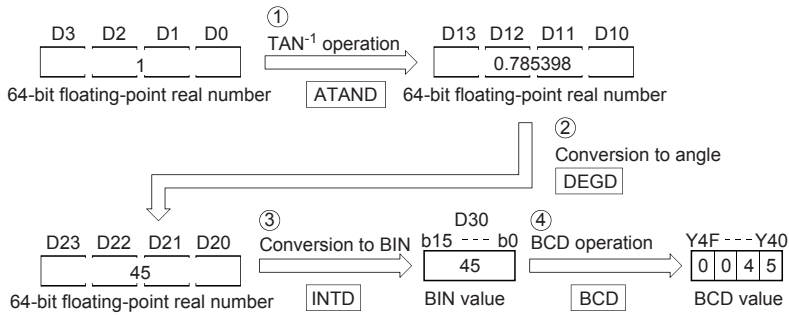 ①
D3 D2 D1 D0 TAN-1 operation D13 D12 D11 D10
1 0.785398
64-bit floating-point real number ATAND 64-bit floating-point real number
②
Conversion to angle
DEGD
③ D30 ④
D23 D22 D21 D20 Conversion to BIN b15 ---- b0 BCD operation Y4F --- Y40
45 45 0 0 4 5
64-bit floating-point real number INTD BIN value BCD BCD value